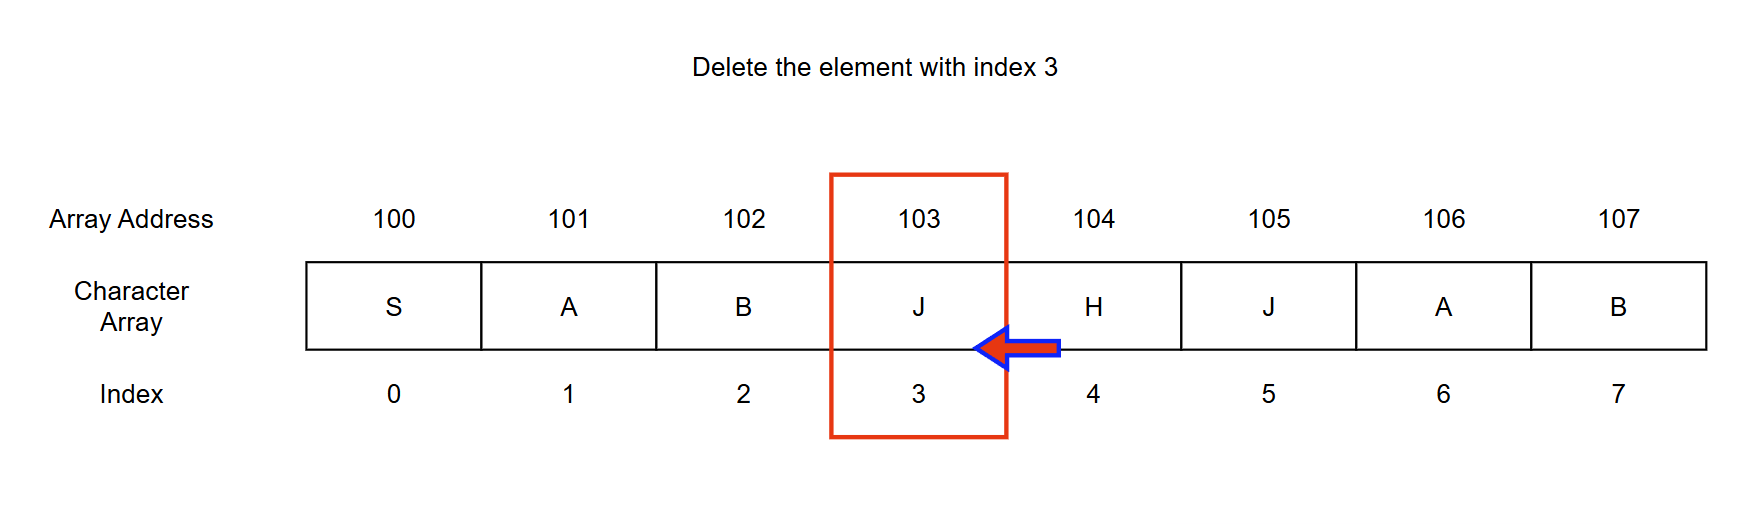 Delete the element with index 3
Array Address 100 101 102 103 104 105 106 107
Character
Array
S A B J H J A B
Index 0 1 2 3 4 5 6 7